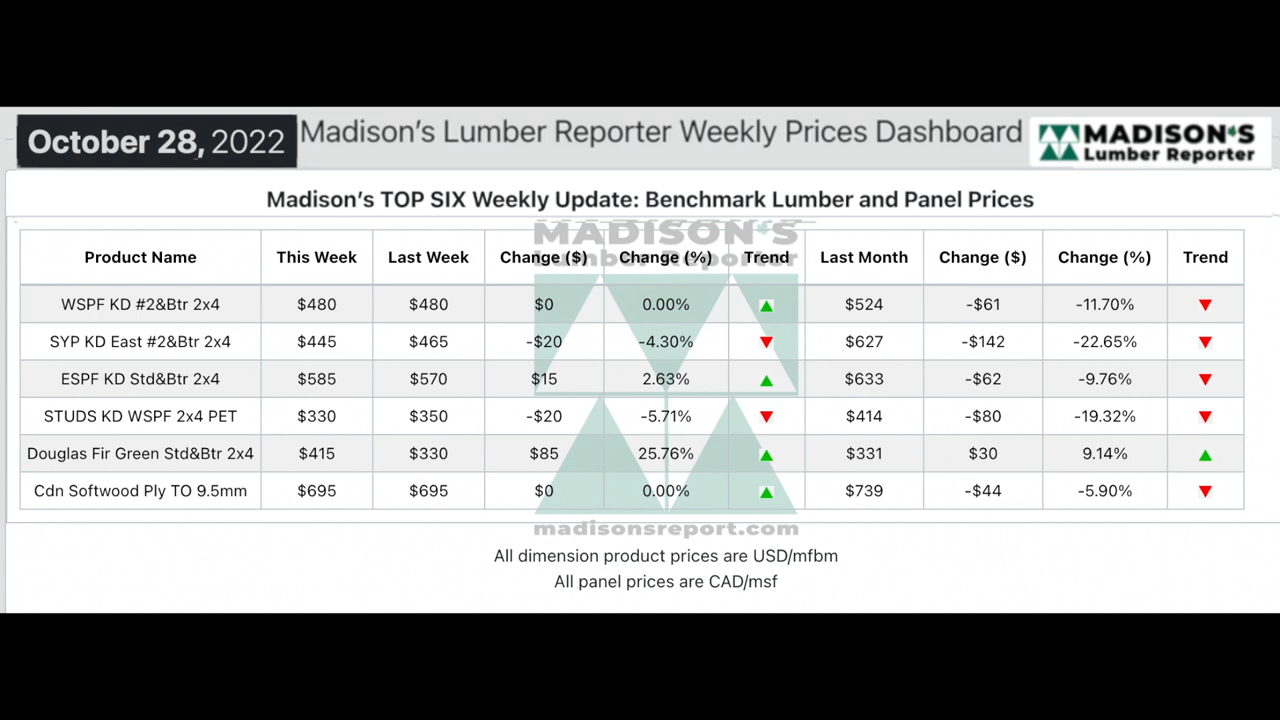 October 28, 2022 Madison's Lumber Reporter Weekly Prices Dashboard MADISON'S
Lumber Reporter
Madison's TOP SIX Weekly Update: Benchmark Lumber and Panel Prices
MADISON'S
Lumber Reporter
Product Name This Week Last Week Change ($) Change (%) Trend Last Month Change ($) Change (%) Trend
WSPF KD #2&Btr 2x4 $480 $480 $0 0.00% ▲ $524 -$61 -11.70% ▼
SYP KD East #2&Btr 2x4 $445 $465 -$20 -4.30% ▼ $627 -$142 -22.65% ▼
ESPF KD Std&Btr 2x4 $585 $570 $15 2.63% ▲ $633 -$62 -9.76% ▼
STUDS KD WSPF 2x4 PET $330 $350 -$20 -5.71% ▼ $414 -$80 -19.32% ▼
Douglas Fir Green Std&Btr 2x4 $415 $330 $85 25.76% ▲ $331 $30 9.14% ▲
Cdn Softwood Ply TO 9.5mm $695 $695 $0 0.00% ▲ $739 -$44 -5.90% ▼
madisonsreport.com
All dimension product prices are USD/mfbm
All panel prices are CAD/msf